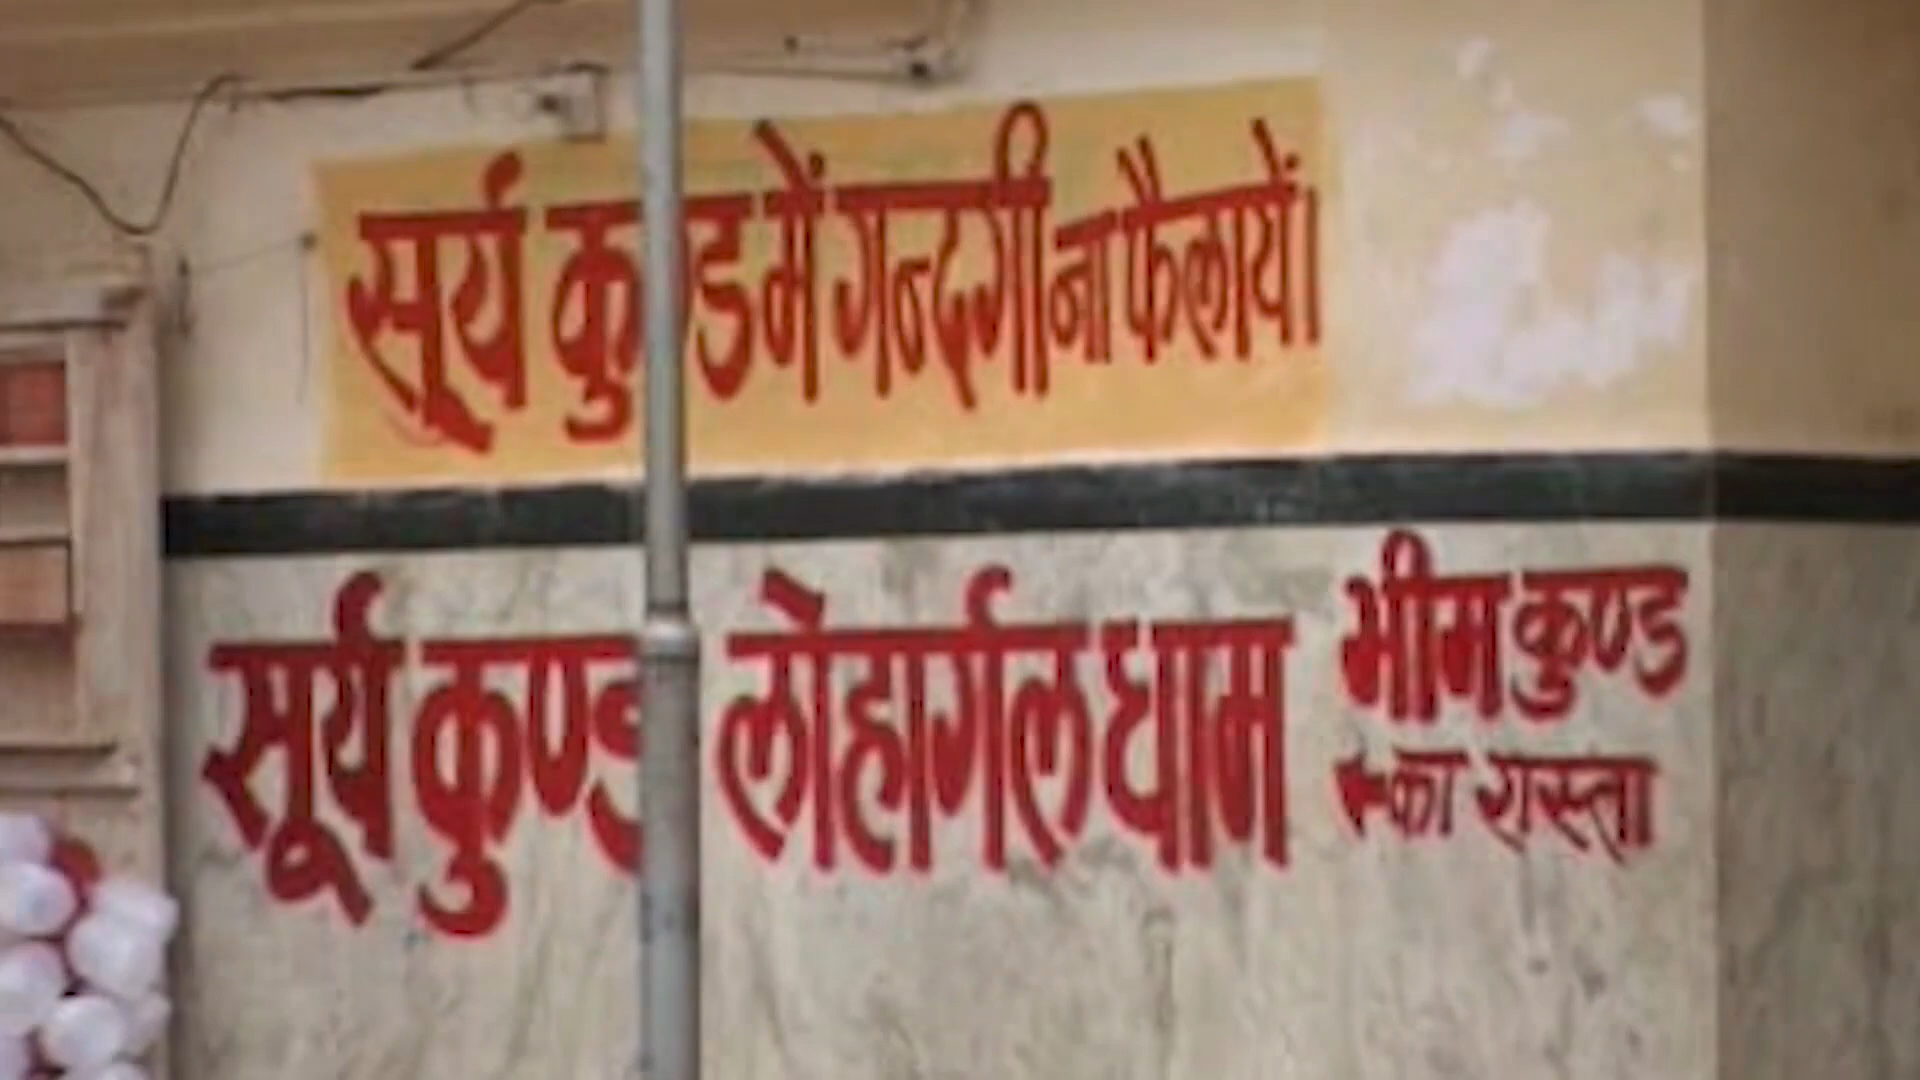 सूर्य कुण्ड में गन्दगी ना फैलायें।
सूर्य कुण्ड लोहार्गल धाम
भीम कुण्ड
का रास्ता